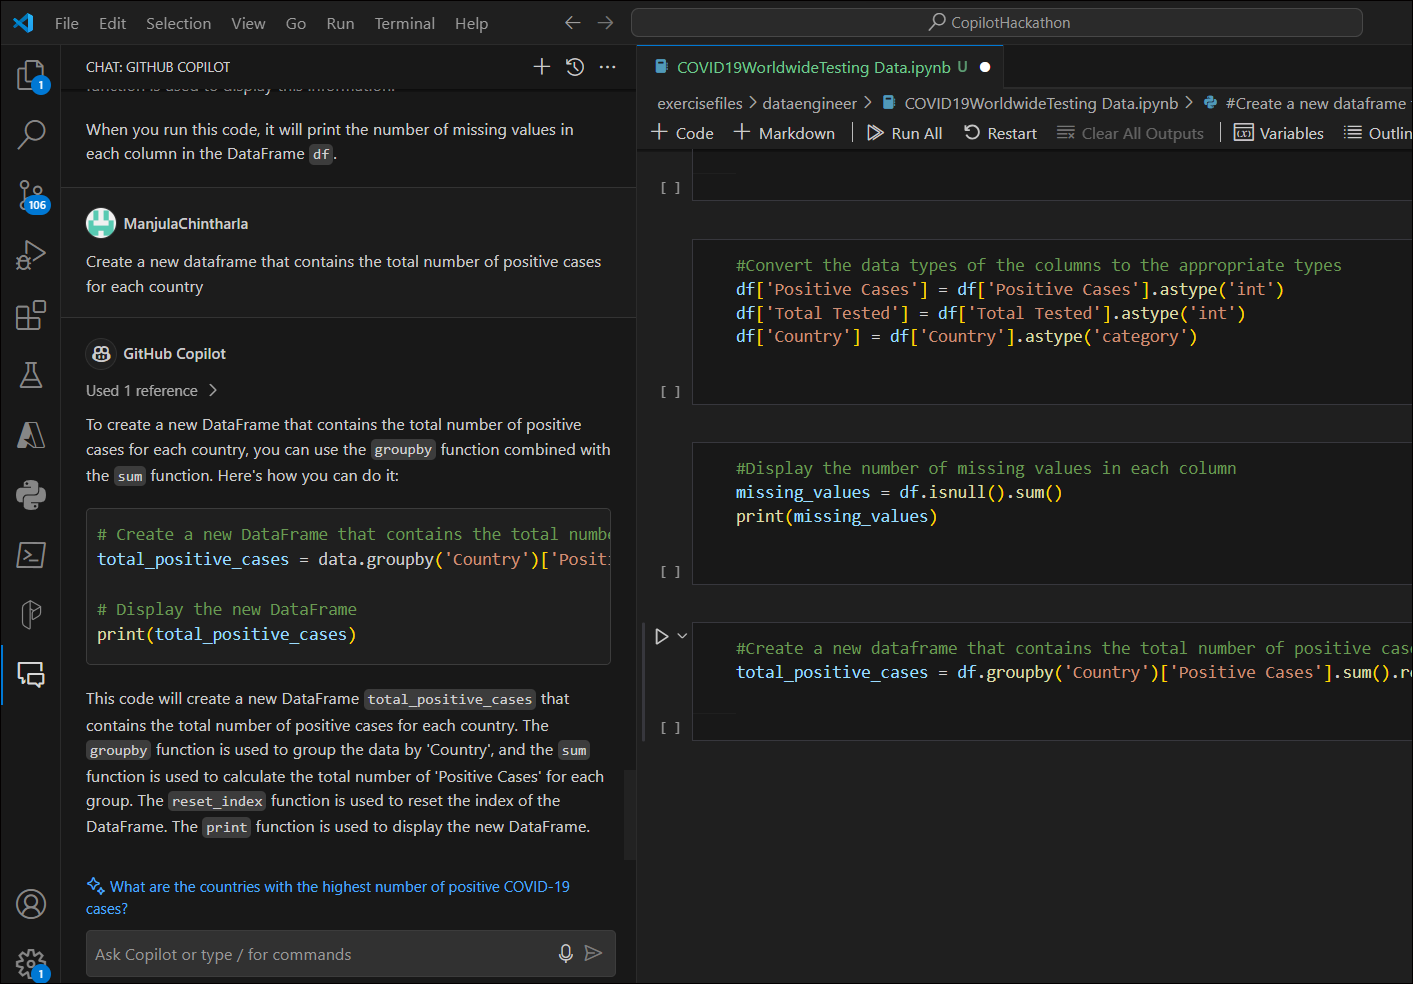 File Edit Selection View Go Run Terminal Help
CopilotHackathon
CHAT: GITHUB COPILOT
function is used to display this information.
When you run this code, it will print the number of missing values in
each column in the DataFrame df.
ManjulaChintharla
Create a new dataframe that contains the total number of positive cases
for each country
GitHub Copilot
Used 1 reference
To create a new DataFrame that contains the total number of positive
cases for each country, you can use the groupby function combined with
the sum function. Here's how you can do it:
# Create a new DataFrame that contains the total numbe
total_positive_cases = data.groupby('Country')['Positi
# Display the new DataFrame
print(total_positive_cases)
This code will create a new DataFrame total_positive_cases that
contains the total number of positive cases for each country. The
groupby function is used to group the data by 'Country', and the sum
function is used to calculate the total number of 'Positive Cases' for each
group. The reset_index function is used to reset the index of the
DataFrame. The print function is used to display the new DataFrame.
What are the countries with the highest number of positive COVID-19
cases?
Ask Copilot or type / for commands
1
106
1
COVID19WorldwideTesting Data.ipynb U
exercisefiles > dataengineer > COVID19WorldwideTesting Data.ipynb > #Create a new dataframe
+ Code + Markdown | Run All Restart Clear All Outputs | Variables Outlin
[ ]
#Convert the data types of the columns to the appropriate types
df['Positive Cases'] = df['Positive Cases'].astype('int')
df['Total Tested'] = df['Total Tested'].astype('int')
df['Country'] = df['Country'].astype('category')
[ ]
#Display the number of missing values in each column
missing_values = df.isnull().sum()
print(missing_values)
[ ]
#Create a new dataframe that contains the total number of positive cas
total_positive_cases = df.groupby('Country')['Positive Cases'].sum().r
[ ]